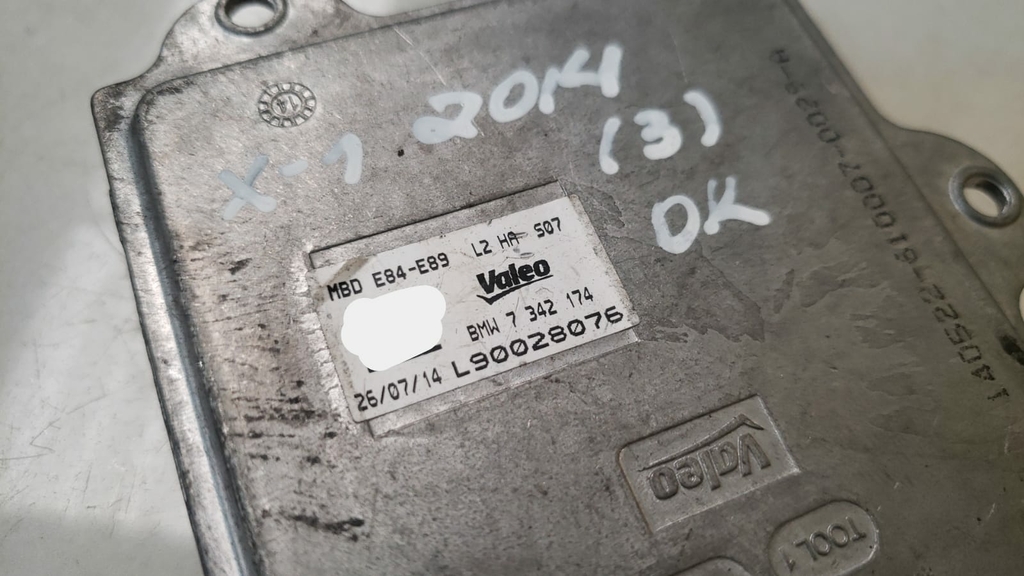 X-1 2014
(3)
OK
MBD E84-E89 L2 HA 507
Valeo
BMW 7 342 174
26/07/14 L90028076
Valeo
TOOL 1